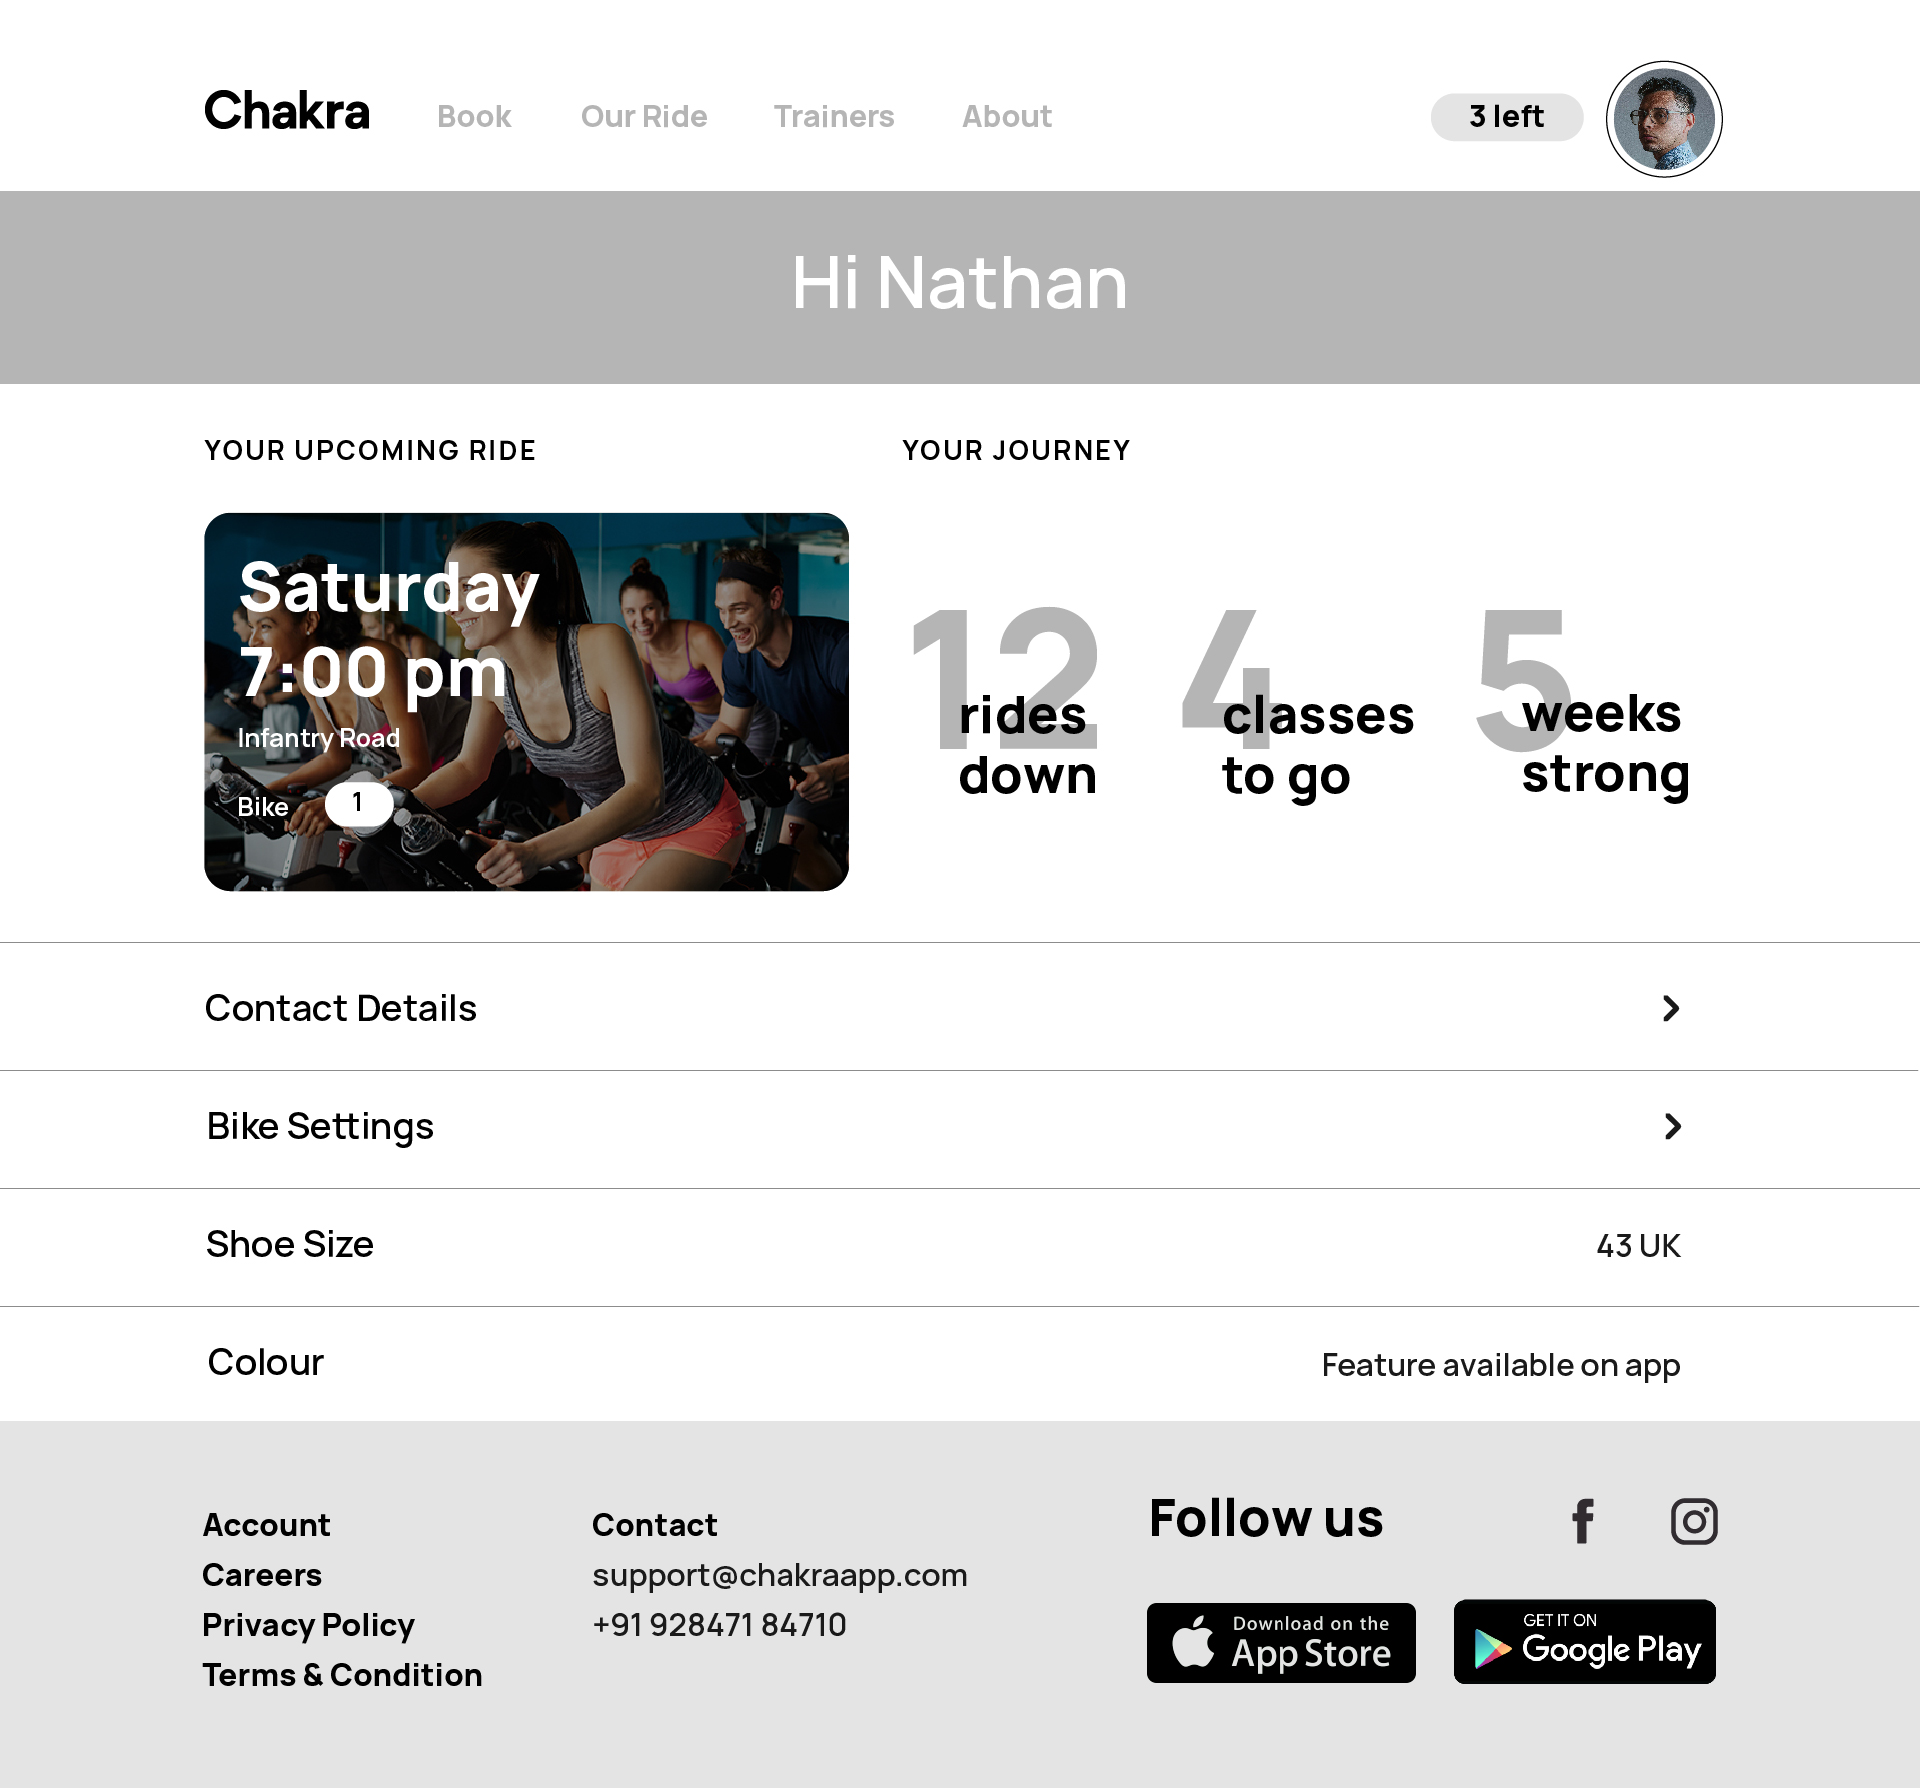 Chakra
Book
Our Ride
Trainers
About
3 left
Hi Nathan
YOUR UPCOMING RIDE
YOUR JOURNEY
Saturday
7:00 pm
Infantry Road
Bike
1
12
rides
down
4
classes
to go
5
weeks
strong
Contact Details
Bike Settings
Shoe Size
43 UK
Colour
Feature available on app
Account
Careers
Privacy Policy
Terms & Condition
Contact
support@chakraapp.com
+91 928471 84710
Follow us
Download on the
App Store
GET IT ON
Google Play